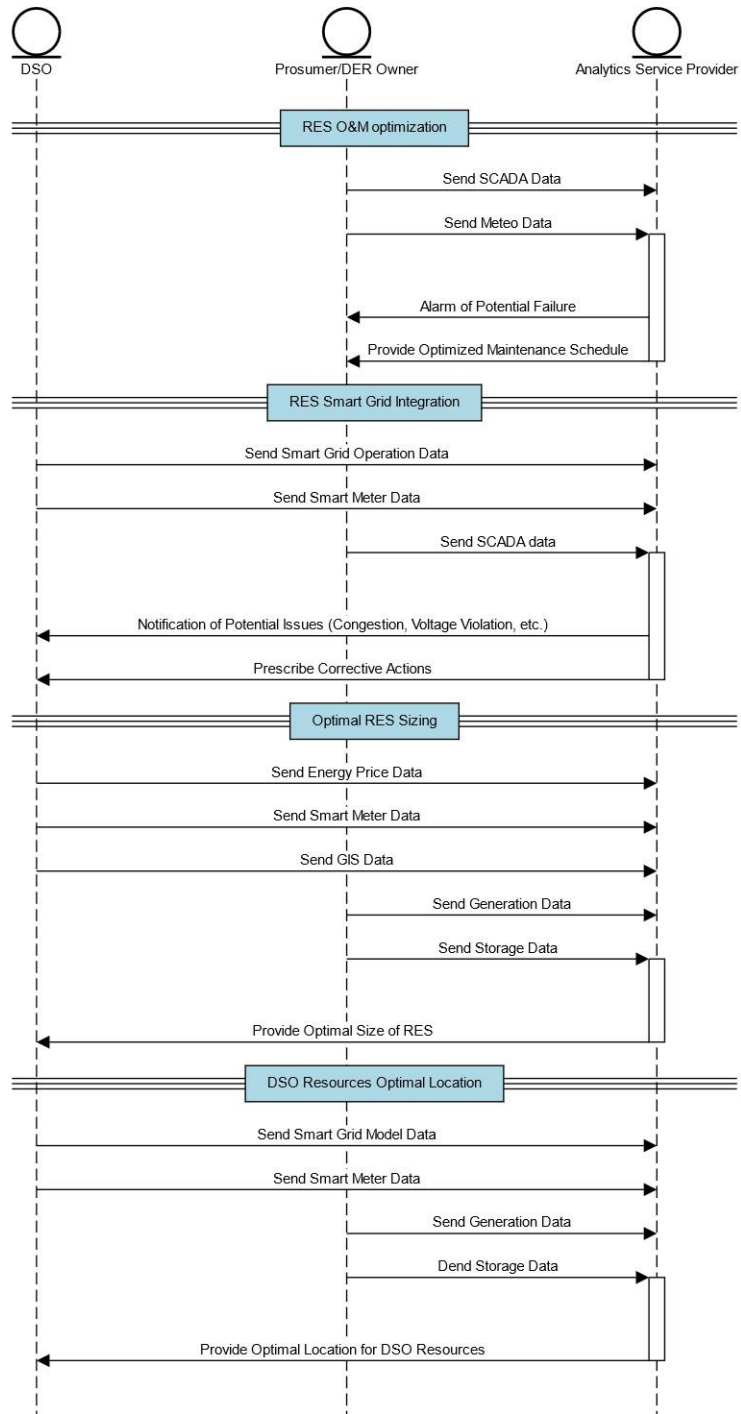 DSO
Prosumer/DER Owner
Analytics Service Provider
RES O&M optimization
Send SCADA Data
Send Meteo Data
Alarm of Potential Failure
Provide Optimized Maintenance Schedule
RES Smart Grid Integration
Send Smart Grid Operation Data
Send Smart Meter Data
Send SCADA data
Notification of Potential Issues (Congestion, Voltage Violation, etc.)
Prescribe Corrective Actions
Optimal RES Sizing
Send Energy Price Data
Send Smart Meter Data
Send GIS Data
Send Generation Data
Send Storage Data
Provide Optimal Size of RES
DSO Resources Optimal Location
Send Smart Grid Model Data
Send Smart Meter Data
Send Generation Data
Dend Storage Data
Provide Optimal Location for DSO Resources